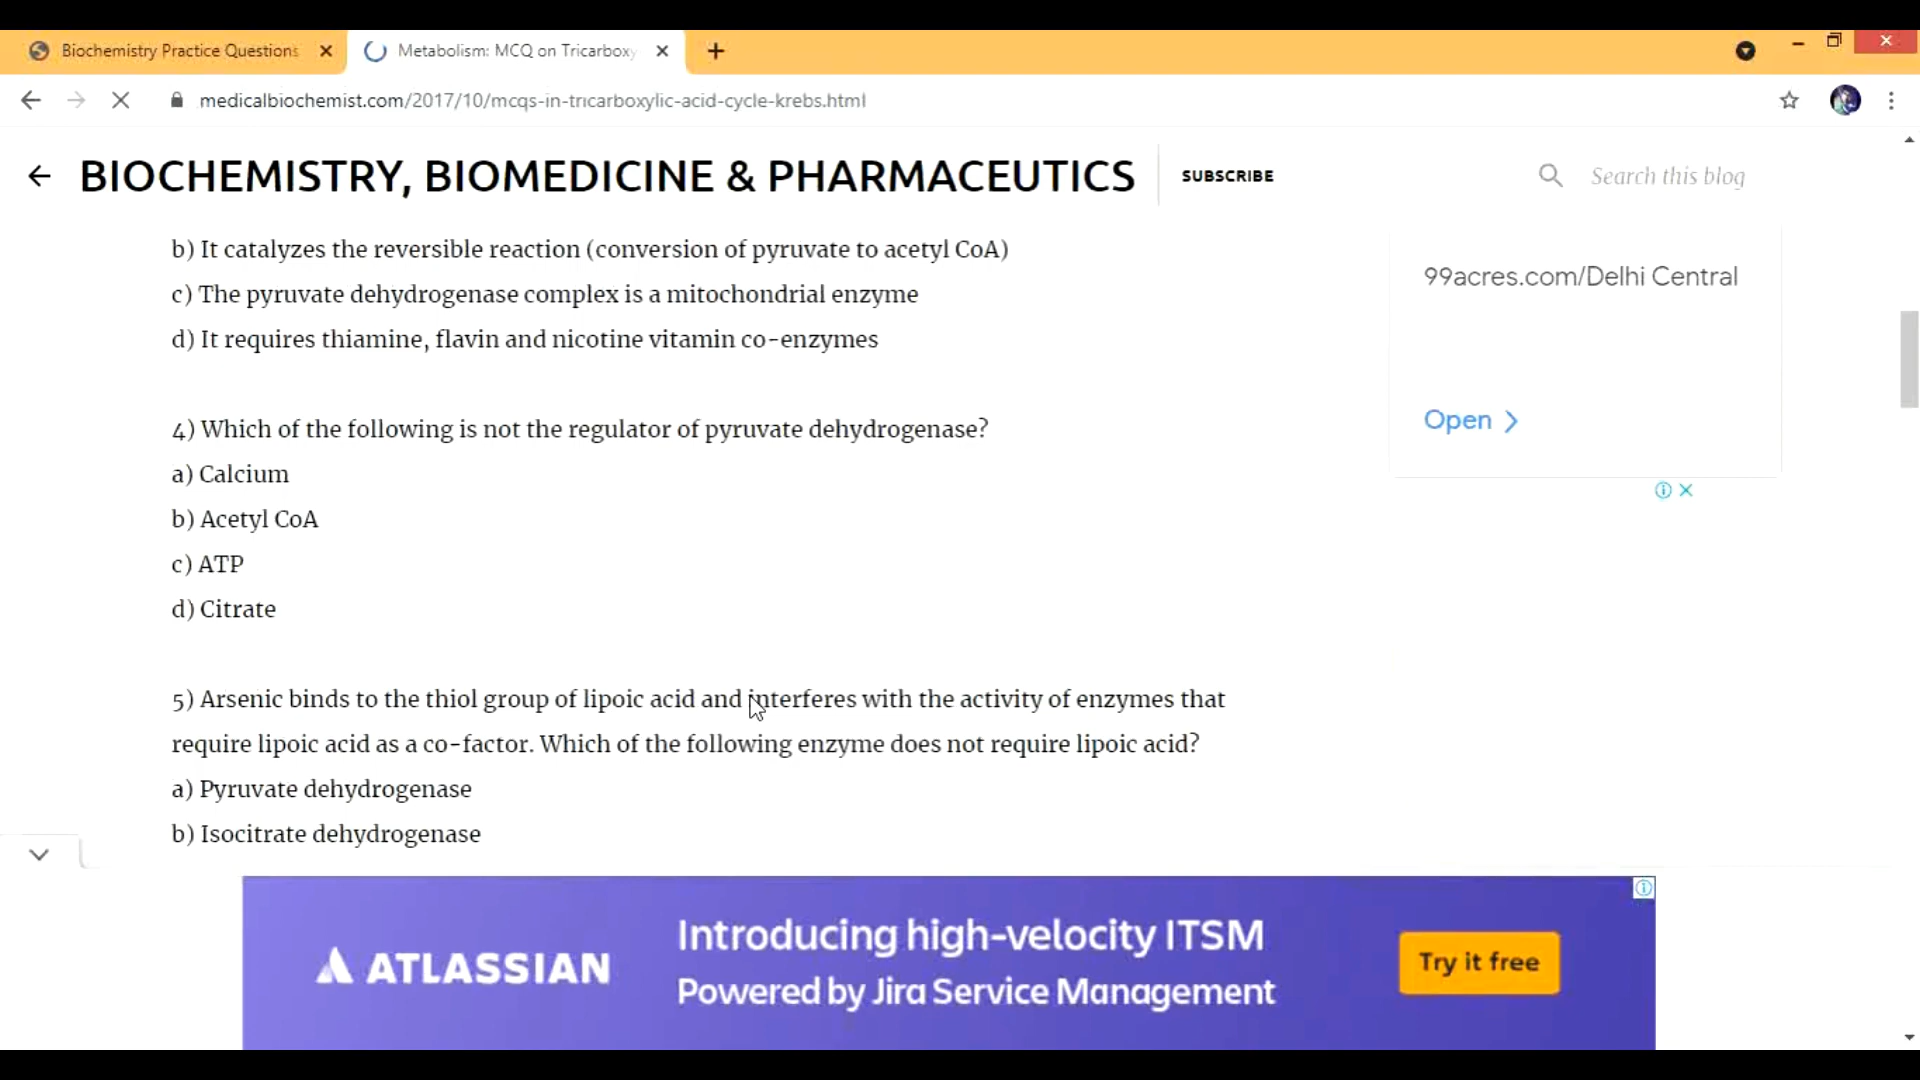 Biochemistry Practice Questions
Metabolism: MCQ on Tricarboxy
medicalbiochemist.com/2017/10/mcqs-in-tricarboxylic-acid-cycle-krebs.html
BIOCHEMISTRY, BIOMEDICINE & PHARMACEUTICS
SUBSCRIBE
Search this blog
b) It catalyzes the reversible reaction (conversion of pyruvate to acetyl CoA)
c) The pyruvate dehydrogenase complex is a mitochondrial enzyme
d) It requires thiamine, flavin and nicotine vitamin co-enzymes
99acres.com/Delhi Central
Open
4) Which of the following is not the regulator of pyruvate dehydrogenase?
a) Calcium
b) Acetyl CoA
c) ATP
d) Citrate
5) Arsenic binds to the thiol group of lipoic acid and interferes with the activity of enzymes that
require lipoic acid as a co-factor. Which of the following enzyme does not require lipoic acid?
a) Pyruvate dehydrogenase
b) Isocitrate dehydrogenase
ATLASSIAN
Introducing high-velocity ITSM
Powered by Jira Service Management
Try it free